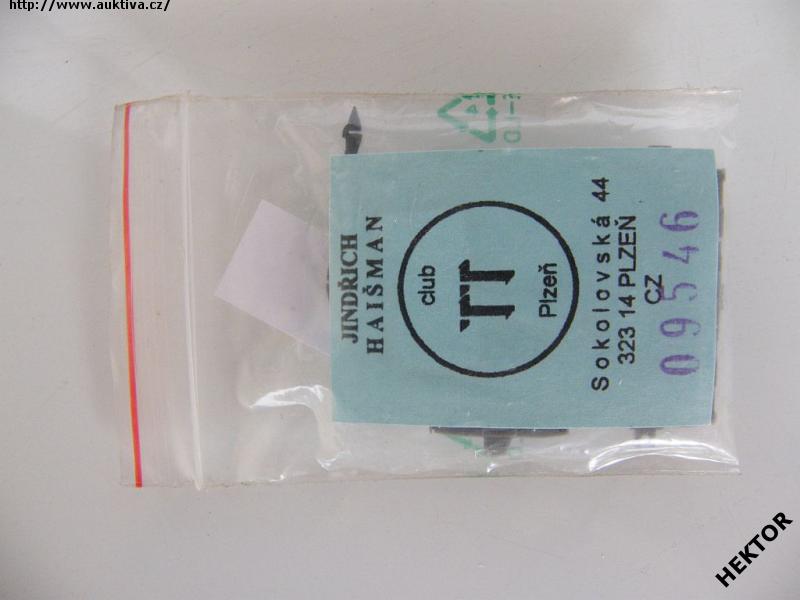 http://www.auktiva.cz/
JINDŘICH
HAIŠMAN
club
TT
Plzeň
Sokolovská 44
323 14 PLZEŇ
CZ
09546
HEKTOR